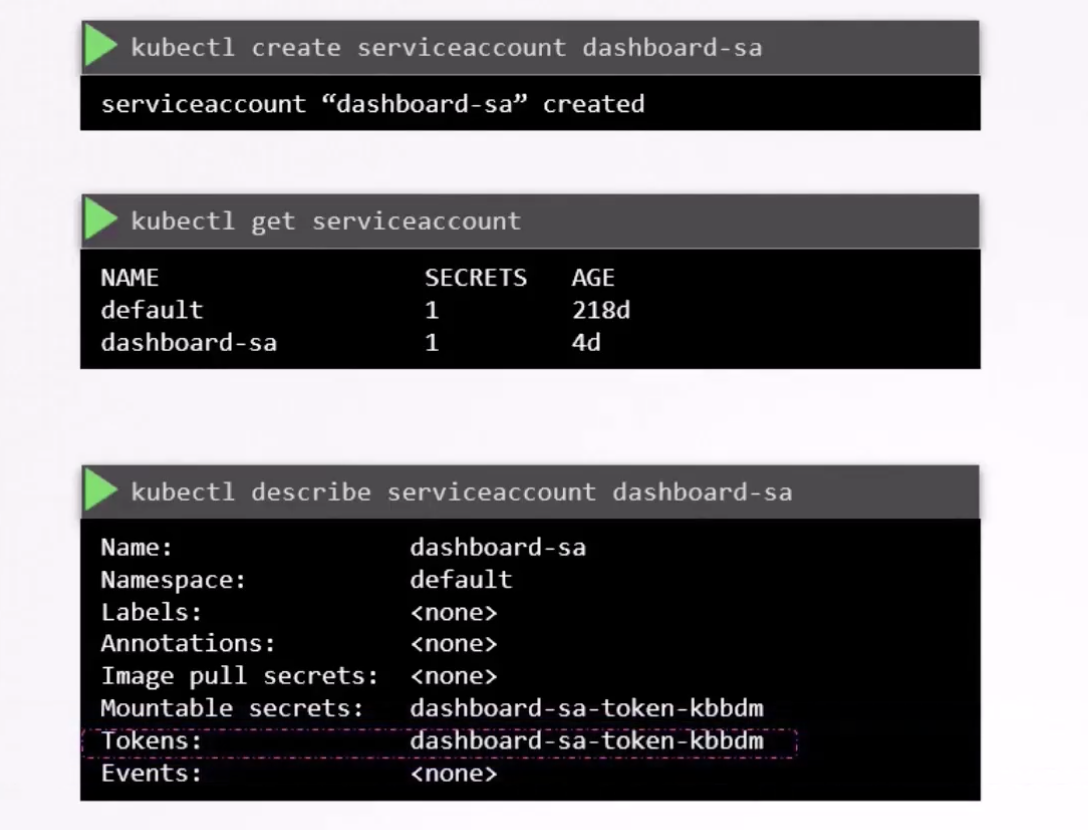 kubectl create serviceaccount dashboard-sa
serviceaccount “dashboard-sa” created
kubectl get serviceaccount
NAME SECRETS AGE
default 1 218d
dashboard-sa 1 4d
kubectl describe serviceaccount dashboard-sa
Name: dashboard-sa
Namespace: default
Labels: <none>
Annotations: <none>
Image pull secrets: <none>
Mountable secrets: dashboard-sa-token-kbbdm
Tokens: dashboard-sa-token-kbbdm
Events: <none>